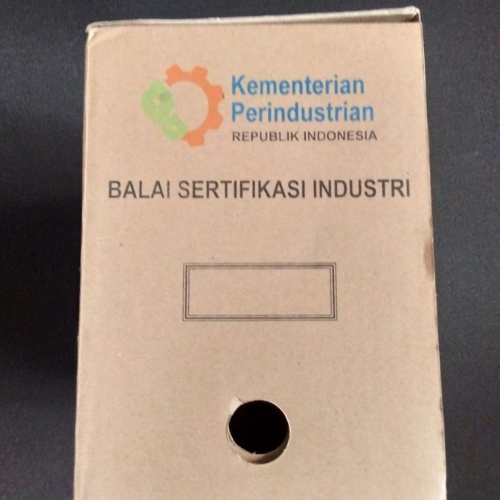 Kementerian
Perindustrian
REPUBLIK INDONESIA
BALAI SERTIFIKASI INDUSTRI